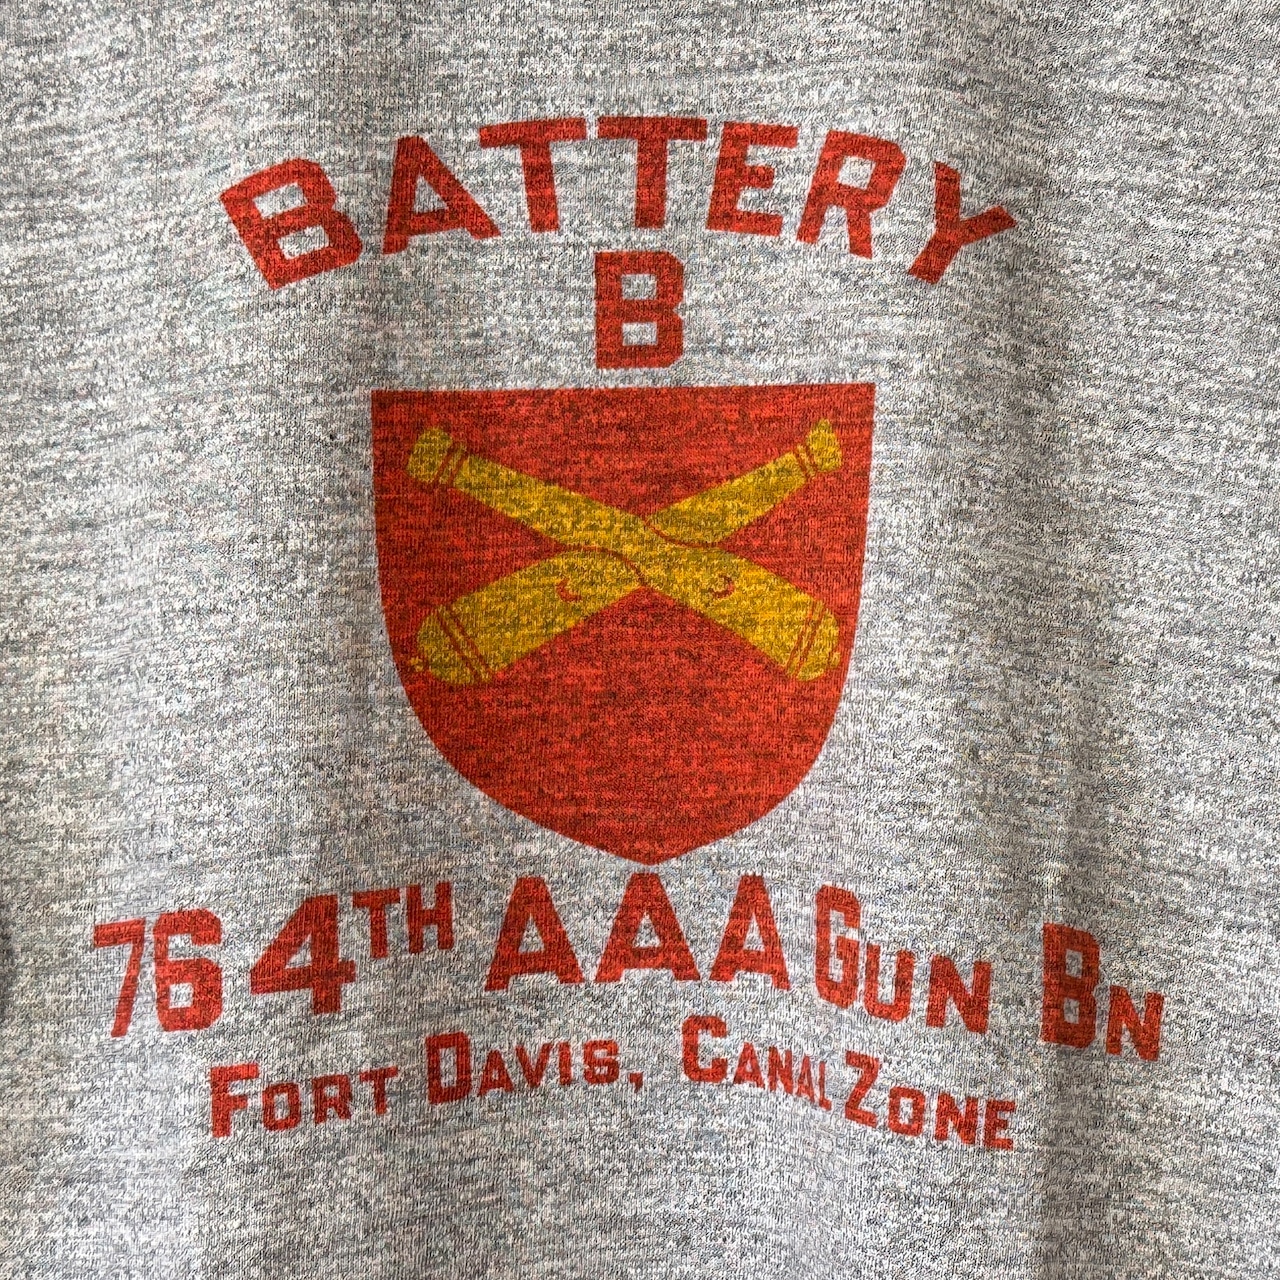 BATTERY
B
764TH AAA GUN BN
FORT DAVIS, CANAL ZONE